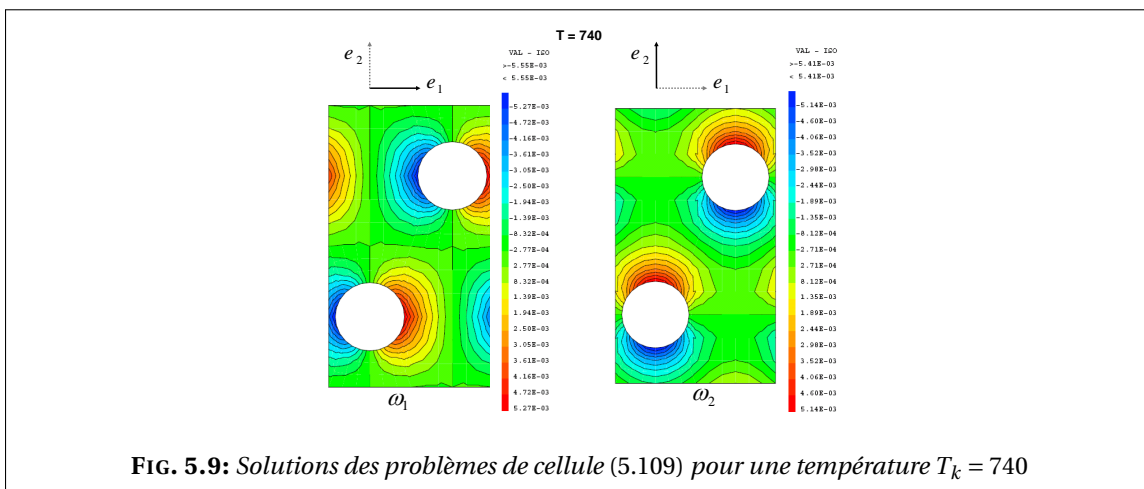 T = 740
e2
e1
VAL - ISO
>-5.55E-03
< 5.55E-03
-5.27E-03
-4.72E-03
-4.16E-03
-3.61E-03
-3.05E-03
-2.50E-03
-1.94E-03
-1.39E-03
-8.32E-04
-2.77E-04
2.77E-04
8.32E-04
1.39E-03
1.94E-03
2.50E-03
3.05E-03
3.61E-03
4.16E-03
4.72E-03
5.27E-03
ω1
e2
e1
VAL - ISO
>-5.41E-03
< 5.41E-03
-5.14E-03
-4.60E-03
-4.06E-03
-3.52E-03
-2.98E-03
-2.44E-03
-1.89E-03
-1.35E-03
-8.12E-04
-2.71E-04
2.71E-04
8.12E-04
1.35E-03
1.89E-03
2.44E-03
2.98E-03
3.52E-03
4.06E-03
4.60E-03
5.14E-03
ω2
FIG. 5.9: Solutions des problèmes de cellule (5.109) pour une température Tk = 740